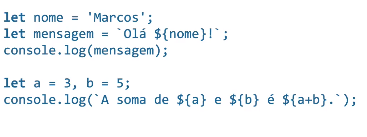 let nome = 'Marcos';
let mensagem = `Olá ${nome}!`;
console.log(mensagem);
let a = 3, b = 5;
console.log(`A soma de ${a} e ${b} é ${a+b}.`);